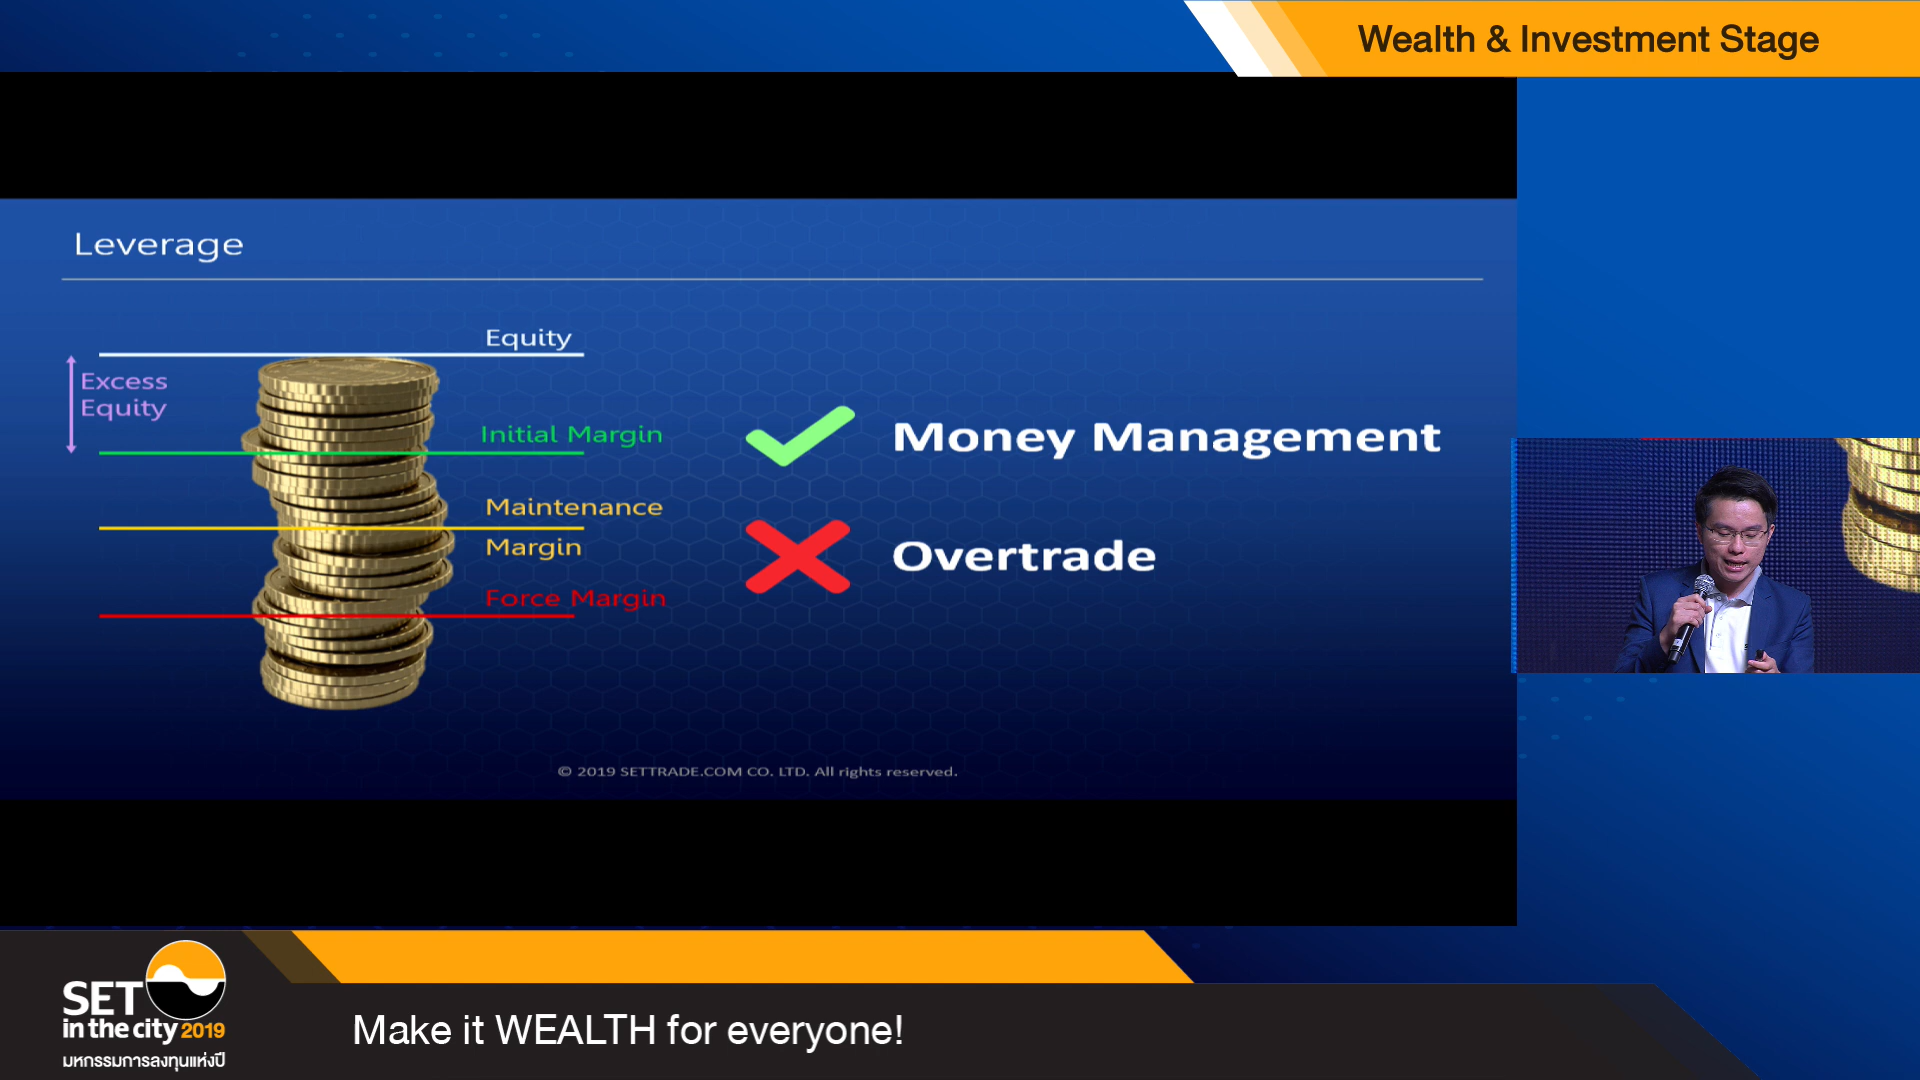 Wealth & Investment Stage
Leverage
Equity
Excess
Equity
Initial Margin
Money Management
Maintenance
Margin
Overtrade
Force Margin
© 2019 SETTRADE.COM CO. LTD. All rights reserved.
SET
in the city 2019
มหกรรมการลงทุนแห่งปี
Make it WEALTH for everyone!